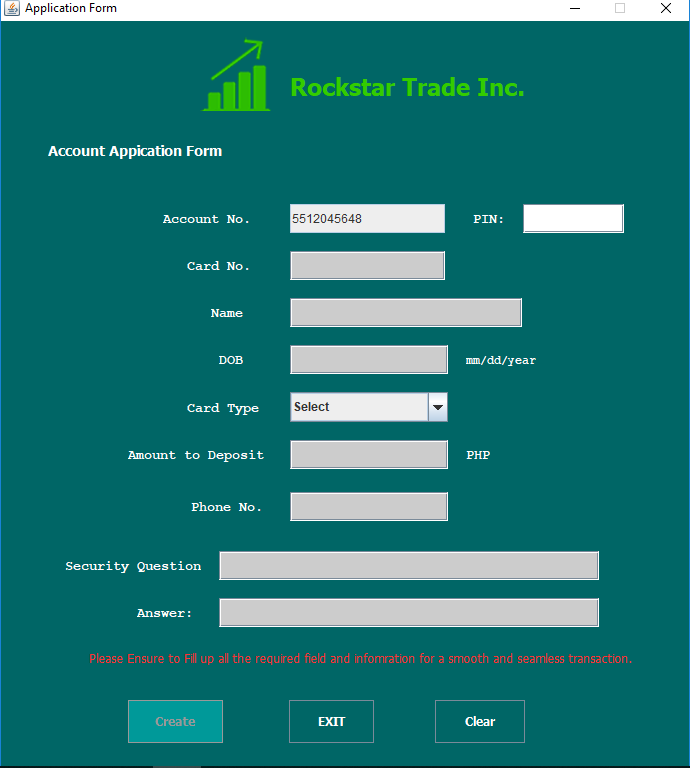 Application Form
Rockstar Trade Inc.
Account Appication Form
Account No. 5512045648 PIN:
Card No.
Name
DOB mm/dd/year
Card Type Select
Amount to Deposit PHP
Phone No.
Security Question
Answer:
Please Ensure to Fill up all the required field and infomration for a smooth and seamless transaction.
Create EXIT Clear